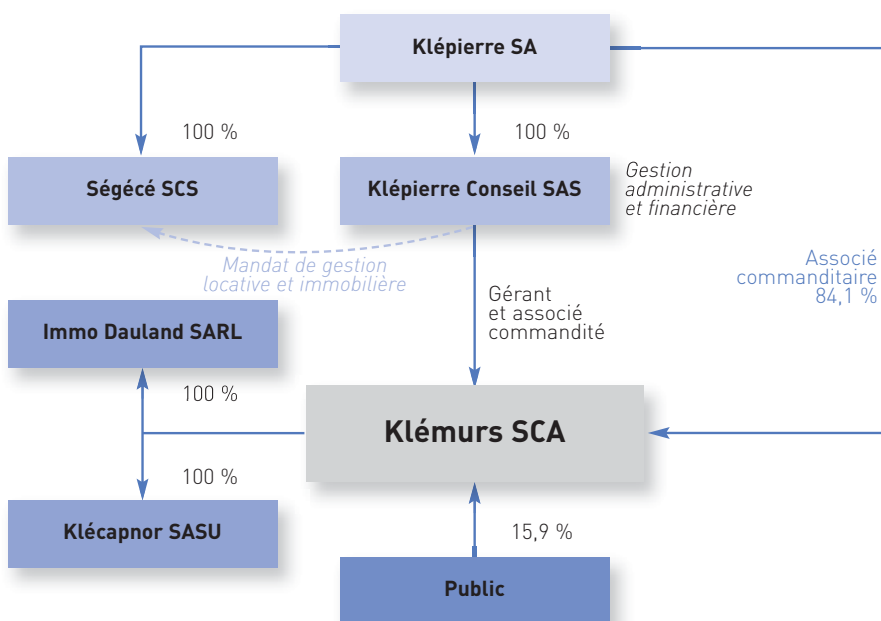 Klépierre SA
100 %
100 %
Ségécé SCS
Klépierre Conseil SAS
Gestion
administrative
et financière
Mandat de gestion
locative et immobilière
Associé
commanditaire
84,1 %
Gérant
et associé
commandité
Immo Dauland SARL
100 %
Klémurs SCA
100 %
Klécapnor SASU
15,9 %
Public